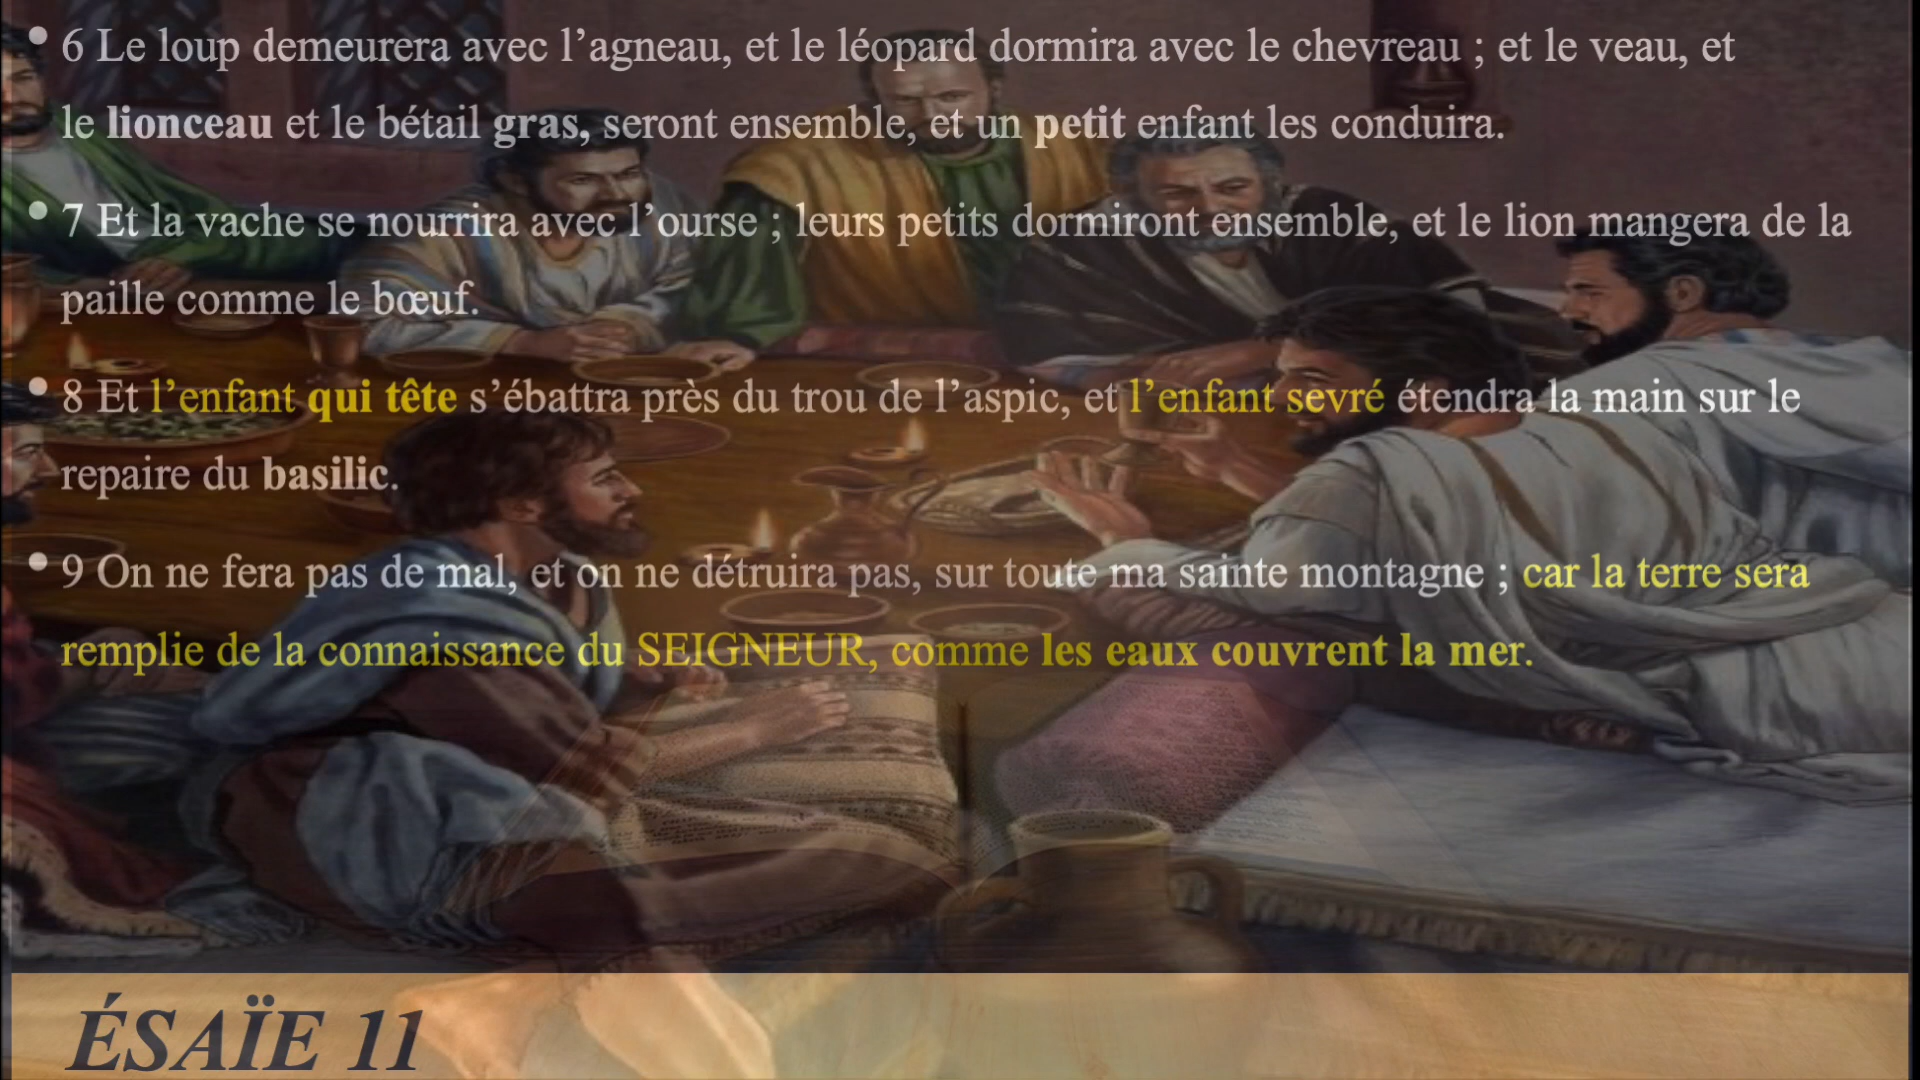 • 6 Le loup demeurera avec l’agneau, et le léopard dormira avec le chevreau ; et le veau, et
le lionceau et le bétail gras, seront ensemble, et un petit enfant les conduira.
• 7 Et la vache se nourrira avec l’ourse ; leurs petits dormiront ensemble, et le lion mangera de la
paille comme le bœuf.
• 8 Et l’enfant qui tête s’ébattra près du trou de l’aspic, et l’enfant sevré étendra la main sur le
repaire du basilic.
• 9 On ne fera pas de mal, et on ne détruira pas, sur toute ma sainte montagne ; car la terre sera
remplie de la connaissance du SEIGNEUR, comme les eaux couvrent la mer.
ÉSAÏE 11